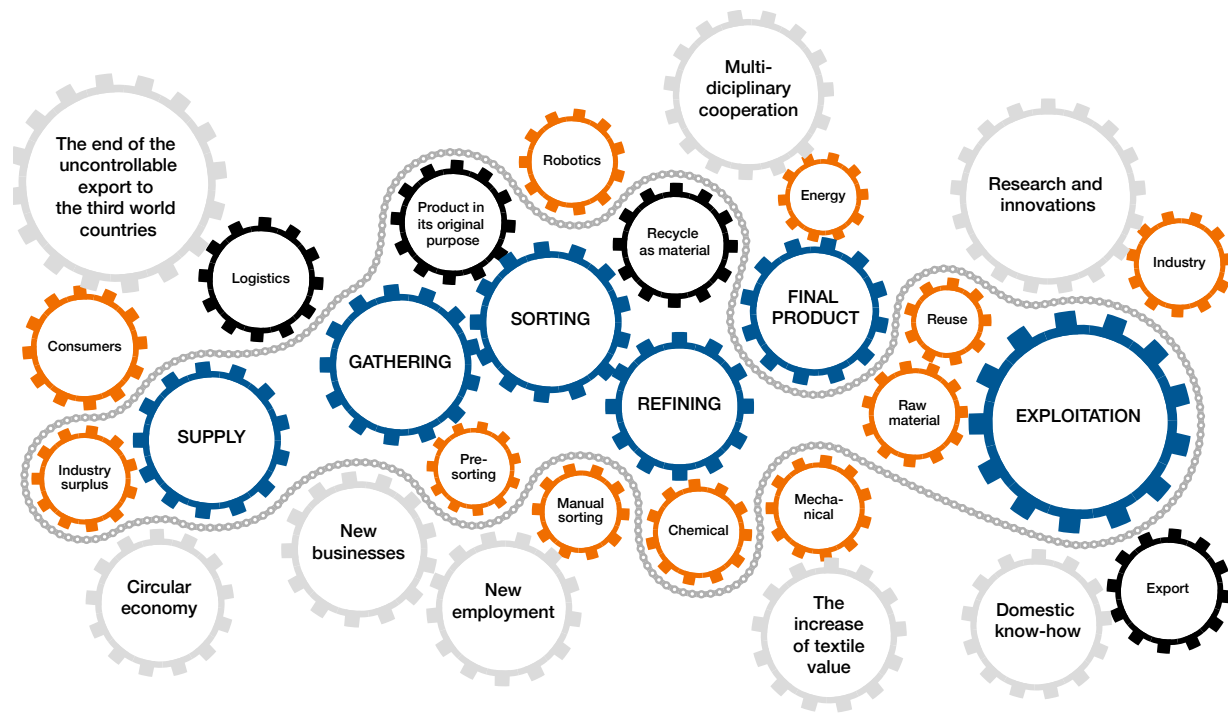 The end of the
uncontrollable
export to
the third world
countries
Logistics
Consumers
SUPPLY
Industry
surplus
Circular
economy
Product in
its original
purpose
Robotics
GATHERING
SORTING
Pre-
sorting
New
businesses
New
employment
Manual
sorting
Multi-
diciplinary
cooperation
Energy
Recycle
as material
FINAL
PRODUCT
REFINING
Chemical
Mecha-
nical
The
increase
of textile
value
Research and
innovations
Industry
Reuse
Raw
material
EXPLOITATION
Domestic
know-how
Export